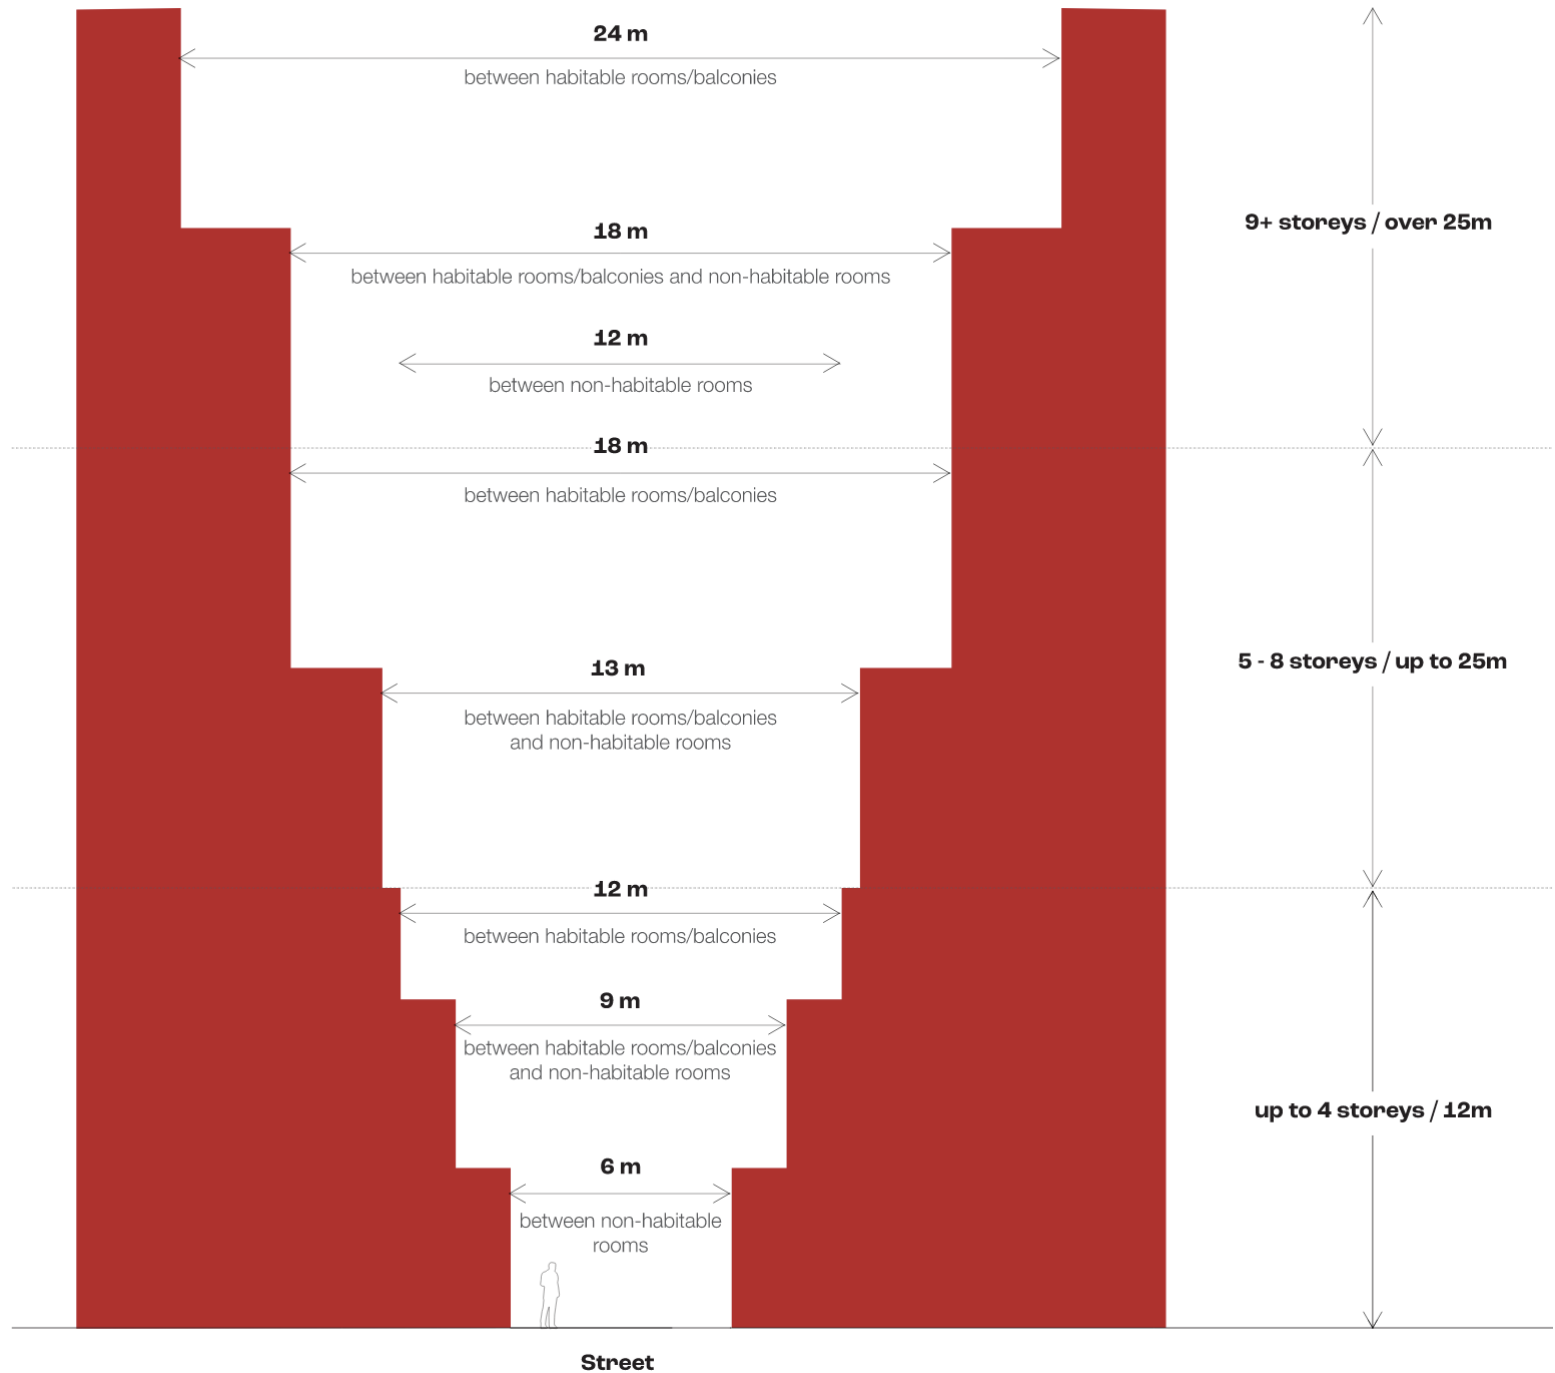 24 m
between habitable rooms/balconies
18 m
9+ storeys / over 25m
between habitable rooms/balconies and non-habitable rooms
12 m
between non-habitable rooms
18 m
between habitable rooms/balconies
13 m
5 - 8 storeys / up to 25m
between habitable rooms/balconies
and non-habitable rooms
12 m
between habitable rooms/balconies
9 m
between habitable rooms/balconies
and non-habitable rooms
up to 4 storeys / 12m
6 m
between non-habitable
rooms
Street